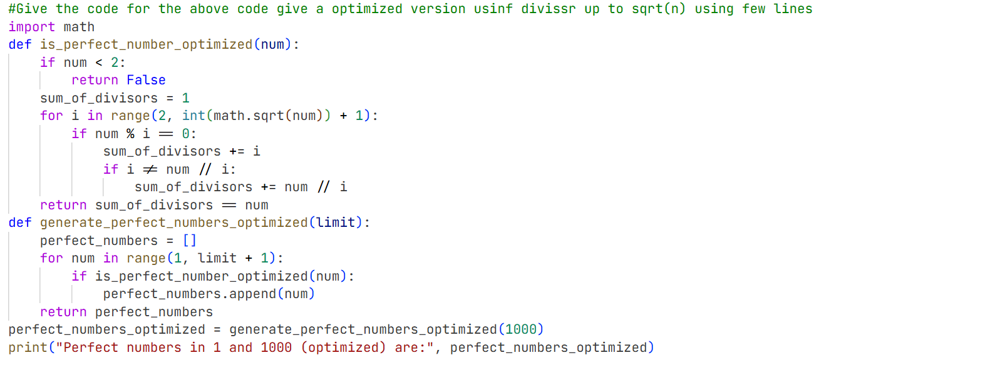 #Give the code for the above code give a optimized version usinf divissr up to sqrt(n) using few lines
import math
def is_perfect_number_optimized(num):
    if num < 2:
        return False
    sum_of_divisors = 1
    for i in range(2, int(math.sqrt(num)) + 1):
        if num % i == 0:
            sum_of_divisors += i
            if i != num // i:
                sum_of_divisors += num // i
    return sum_of_divisors == num
def generate_perfect_numbers_optimized(limit):
    perfect_numbers = []
    for num in range(1, limit + 1):
        if is_perfect_number_optimized(num):
            perfect_numbers.append(num)
    return perfect_numbers
perfect_numbers_optimized = generate_perfect_numbers_optimized(1000)
print("Perfect numbers in 1 and 1000 (optimized) are:", perfect_numbers_optimized)